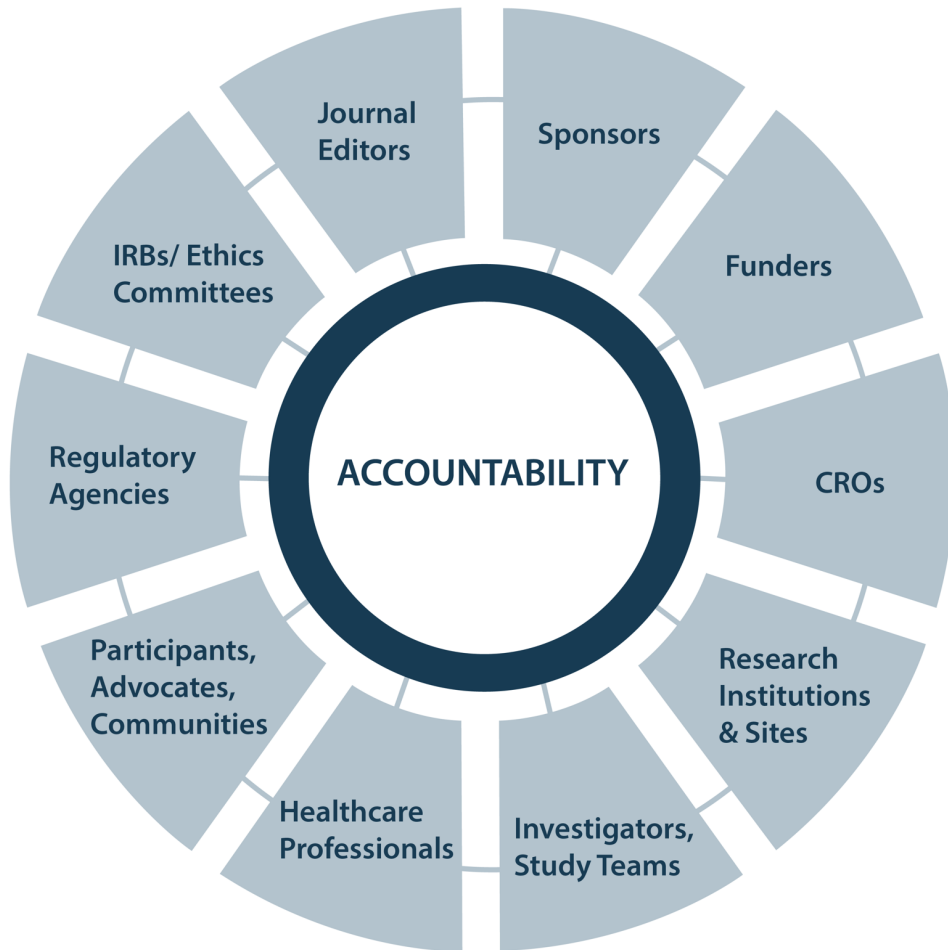 Journal
Editors
Sponsors
Funders
CROs
Research
Institutions
& Sites
Investigators,
Study Teams
Healthcare
Professionals
Participants,
Advocates,
Communities
Regulatory
Agencies
IRBs/ Ethics
Committees
ACCOUNTABILITY